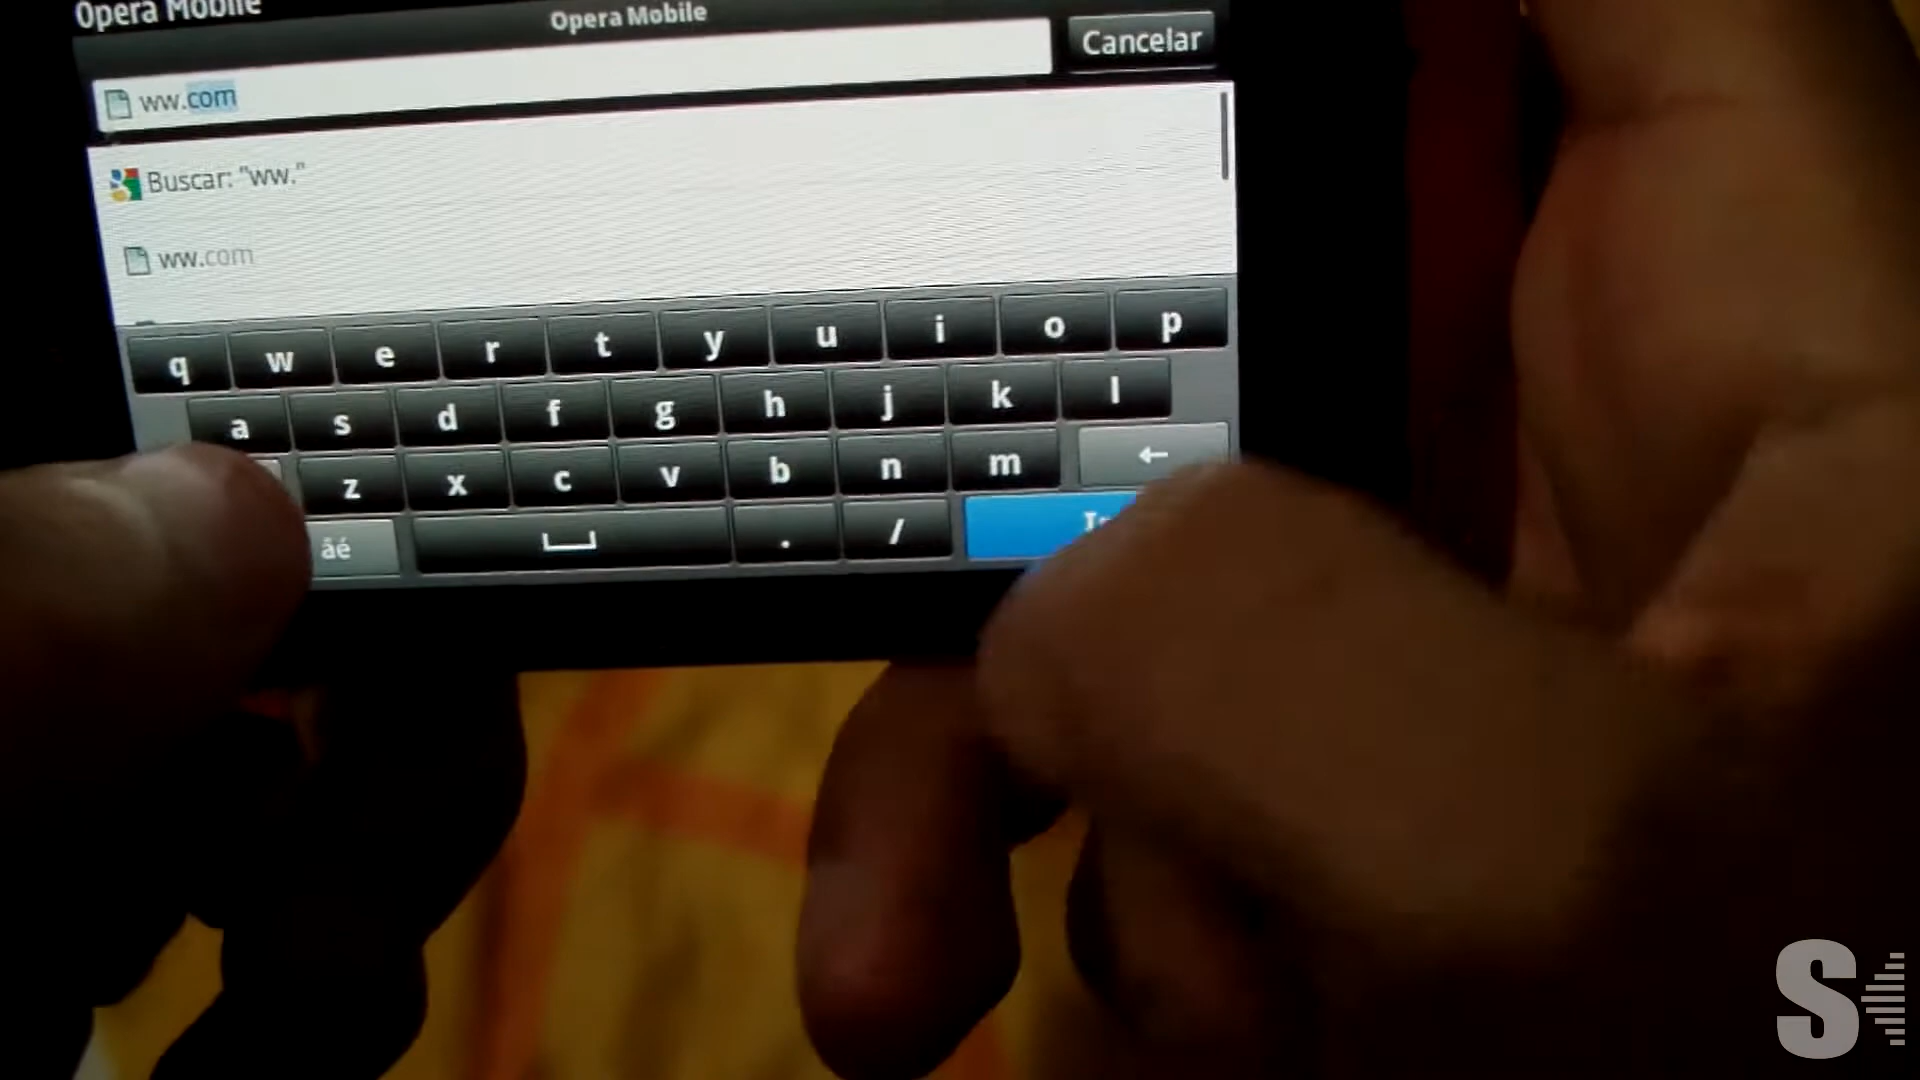 Opera Mobile
Opera Mobile
Cancelar
ww.com
Buscar: "ww."
ww.com
q w e r t y u i o p
a s d f g h j k l
z x c v b n m ←
áé . /
S